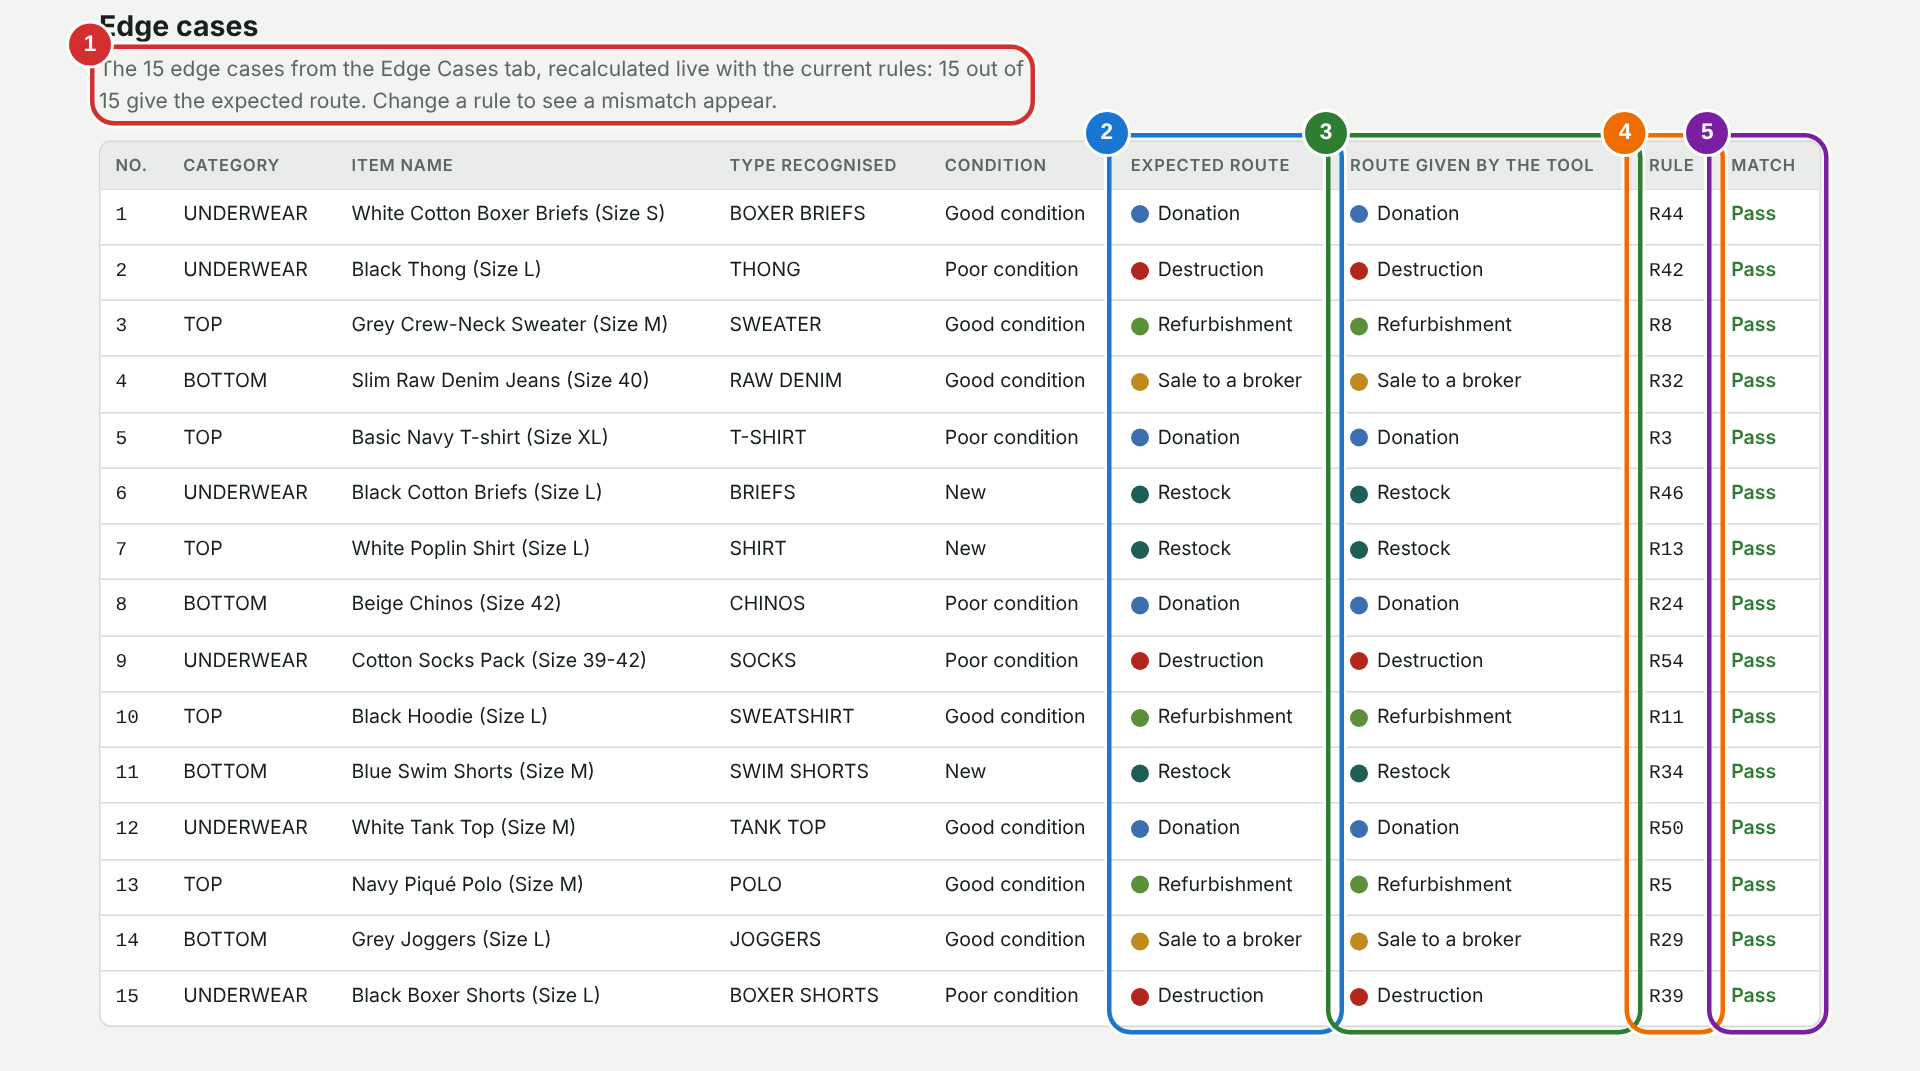 Edge cases
1
The 15 edge cases from the Edge Cases tab, recalculated live with the current rules: 15 out of
15 give the expected route. Change a rule to see a mismatch appear.
2 3 4 5
NO. CATEGORY ITEM NAME TYPE RECOGNISED CONDITION EXPECTED ROUTE ROUTE GIVEN BY THE TOOL RULE MATCH
1 UNDERWEAR White Cotton Boxer Briefs (Size S) BOXER BRIEFS Good condition Donation Donation R44 Pass
2 UNDERWEAR Black Thong (Size L) THONG Poor condition Destruction Destruction R42 Pass
3 TOP Grey Crew-Neck Sweater (Size M) SWEATER Good condition Refurbishment Refurbishment R8 Pass
4 BOTTOM Slim Raw Denim Jeans (Size 40) RAW DENIM Good condition Sale to a broker Sale to a broker R32 Pass
5 TOP Basic Navy T-shirt (Size XL) T-SHIRT Poor condition Donation Donation R3 Pass
6 UNDERWEAR Black Cotton Briefs (Size L) BRIEFS New Restock Restock R46 Pass
7 TOP White Poplin Shirt (Size L) SHIRT New Restock Restock R13 Pass
8 BOTTOM Beige Chinos (Size 42) CHINOS Poor condition Donation Donation R24 Pass
9 UNDERWEAR Cotton Socks Pack (Size 39-42) SOCKS Poor condition Destruction Destruction R54 Pass
10 TOP Black Hoodie (Size L) SWEATSHIRT Good condition Refurbishment Refurbishment R11 Pass
11 BOTTOM Blue Swim Shorts (Size M) SWIM SHORTS New Restock Restock R34 Pass
12 UNDERWEAR White Tank Top (Size M) TANK TOP Good condition Donation Donation R50 Pass
13 TOP Navy Piqué Polo (Size M) POLO Good condition Refurbishment Refurbishment R5 Pass
14 BOTTOM Grey Joggers (Size L) JOGGERS Good condition Sale to a broker Sale to a broker R29 Pass
15 UNDERWEAR Black Boxer Shorts (Size L) BOXER SHORTS Poor condition Destruction Destruction R39 Pass